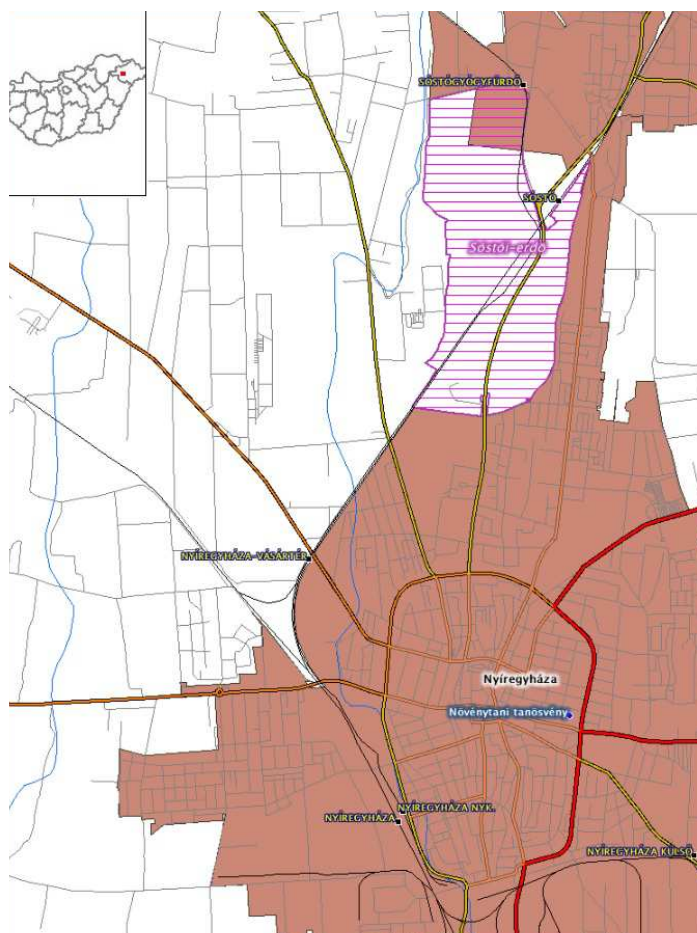 SÓSTÓGYÓGYFÜRDŐ
SÓSTÓ
Sóstói-erdő
NYÍREGYHÁZA-VÁSÁRTÉR
Nyíregyháza
Növénytani tanösvény
NYÍREGYHÁZA NYK.
NYÍREGYHÁZA
NYÍREGYHÁZA KÜLSŐ